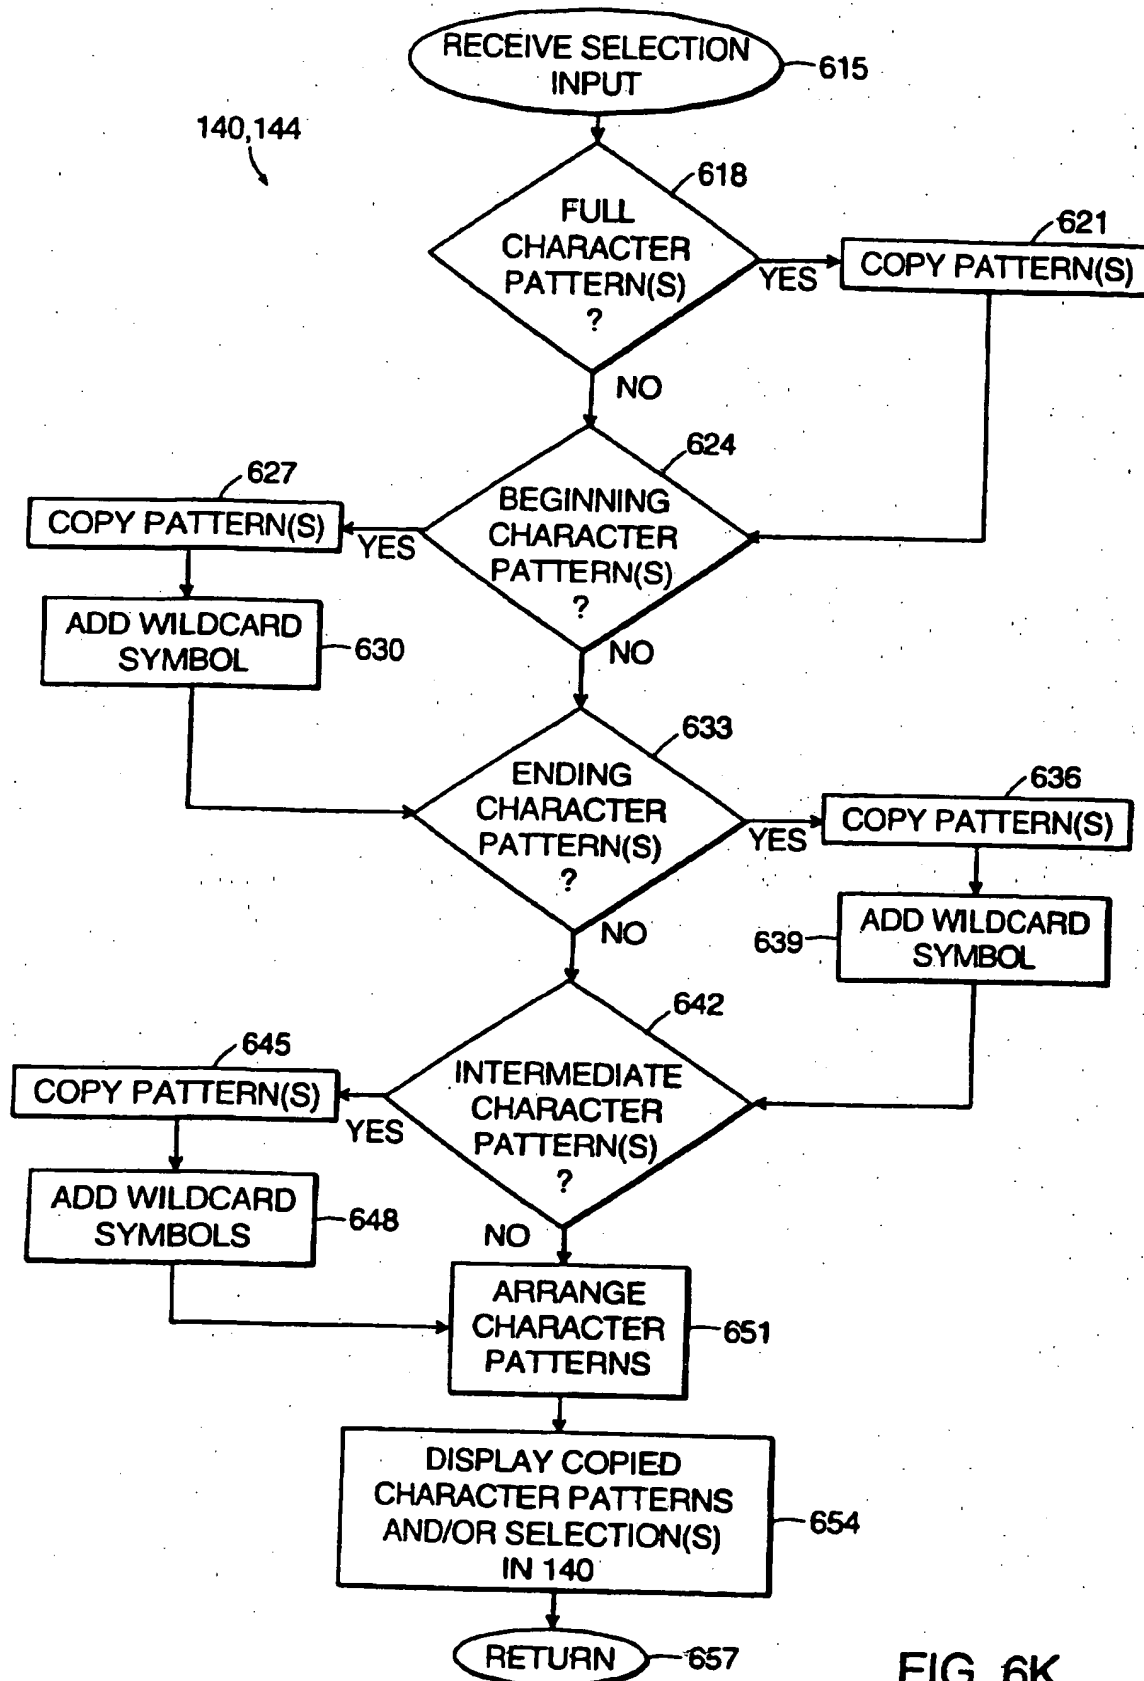 RECEIVE SELECTION
INPUT
615
140,144
618
FULL
CHARACTER
PATTERN(S)
?
YES
621
COPY PATTERN(S)
NO
624
BEGINNING
CHARACTER
PATTERN(S)
?
627
COPY PATTERN(S)
YES
ADD WILDCARD
SYMBOL
630
NO
633
ENDING
CHARACTER
PATTERN(S)
?
YES
636
COPY PATTERN(S)
639
ADD WILDCARD
SYMBOL
NO
642
INTERMEDIATE
CHARACTER
PATTERN(S)
?
645
COPY PATTERN(S)
YES
ADD WILDCARD
SYMBOLS
648
NO
ARRANGE
CHARACTER
PATTERNS
651
DISPLAY COPIED
CHARACTER PATTERNS
AND/OR SELECTION(S)
IN 140
654
RETURN
657
FIG. 6K